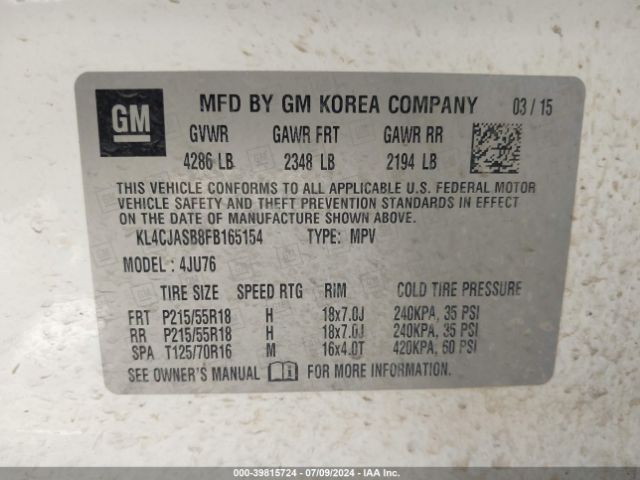 GM
MFD BY GM KOREA COMPANY 03 / 15
GVWR GAWR FRT GAWR RR
4286 LB 2348 LB 2194 LB
THIS VEHICLE CONFORMS TO ALL APPLICABLE U.S. FEDERAL MOTOR
VEHICLE SAFETY AND THEFT PREVENTION STANDARDS IN EFFECT
ON THE DATE OF MANUFACTURE SHOWN ABOVE.
KL4CJASB8FB165154 TYPE: MPV
MODEL : 4JU76
TIRE SIZE SPEED RTG RIM COLD TIRE PRESSURE
FRT P215/55R18 H 18x7.0J 240KPA, 35 PSI
RR P215/55R18 H 18x7.0J 240KPA, 35 PSI
SPA T125/70R16 M 16x4.0T 420KPA, 60 PSI
SEE OWNER'S MANUAL FOR MORE INFORMATION.
000-39815724 | 07/09/2024 - IAA Inc.